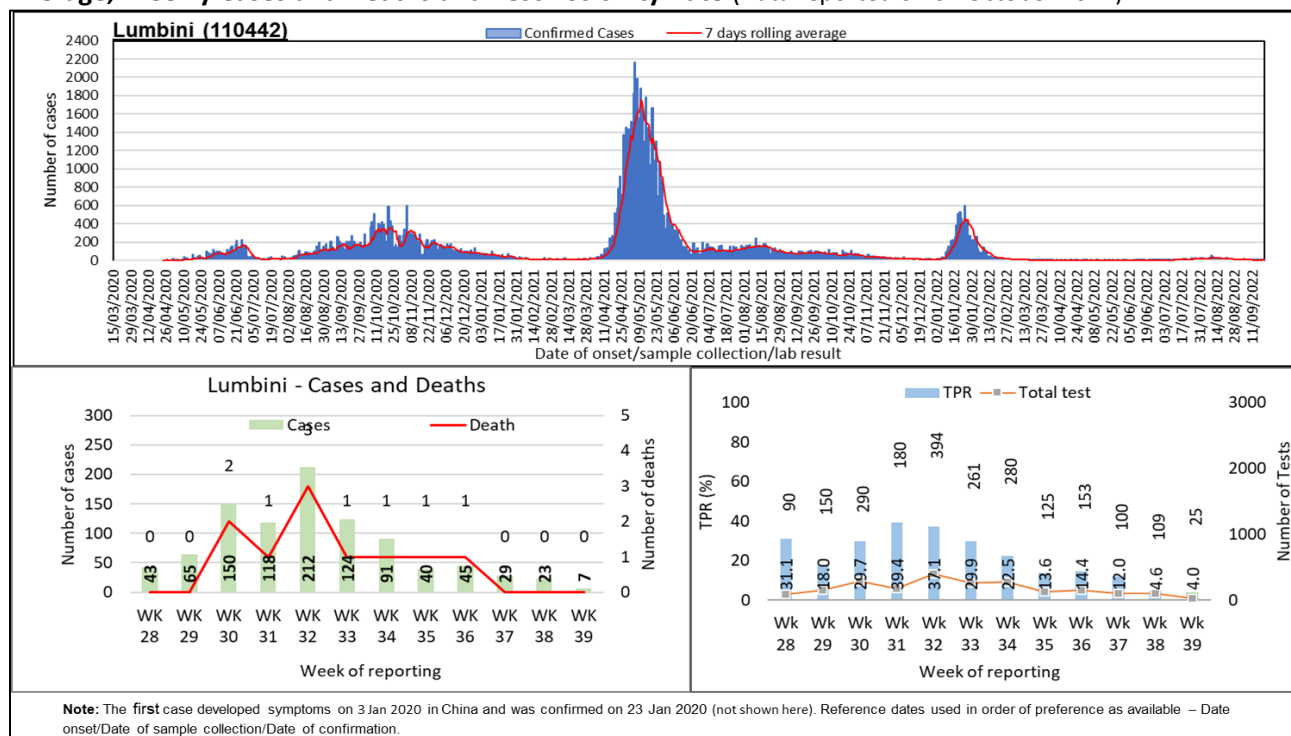 Lumbini (110442)
Confirmed Cases
7 days rolling average
Number of cases
2400
2200
2000
1800
1600
1400
1200
1000
800
600
400
200
0
15/03/2020 29/03/2020 12/04/2020 26/04/2020 10/05/2020 24/05/2020 07/06/2020 21/06/2020 05/07/2020 19/07/2020 02/08/2020 16/08/2020 30/08/2020 13/09/2020 27/09/2020 11/10/2020 25/10/2020 08/11/2020 22/11/2020 06/12/2020 20/12/2020 03/01/2021 17/01/2021 31/01/2021 14/02/2021 28/02/2021 14/03/2021 28/03/2021 11/04/2021 25/04/2021 09/05/2021 23/05/2021 06/06/2021 20/06/2021 04/07/2021 18/07/2021 01/08/2021 15/08/2021 29/08/2021 12/09/2021 26/09/2021 10/10/2021 24/10/2021 07/11/2021 21/11/2021 05/12/2021 19/12/2021 02/01/2022 16/01/2022 30/01/2022 13/02/2022 27/02/2022 13/03/2022 27/03/2022 10/04/2022 24/04/2022 08/05/2022 22/05/2022 05/06/2022 19/06/2022 03/07/2022 17/07/2022 31/07/2022 14/08/2022 28/08/2022 11/09/2022
Date of onset/sample collection/lab result
Lumbini - Cases and Deaths
Cases
Death
Number of cases
300
250
200
150
100
50
0
5
4
3
2
1
0
Number of deaths
0 0 2 1 3 1 1 1 1 0 0 0
43 65 150 118 212 124 91 40 45 29 23 7
WK WK WK WK WK WK WK WK WK WK WK WK
28 29 30 31 32 33 34 35 36 37 38 39
Week of reporting
TPR
Total test
TPR (%)
100
80
60
40
20
0
3000
2000
1000
0
Number of Tests
90 150 290 180 394 261 280 125 153 100 109 25
31.1 18.0 29.7 39.4 37.1 29.9 22.5 13.6 14.4 12.0 4.6 4.0
Wk Wk Wk Wk Wk Wk Wk Wk Wk Wk Wk Wk
28 29 30 31 32 33 34 35 36 37 38 39
Week of reporting
Note: The first case developed symptoms on 3 Jan 2020 in China and was confirmed on 23 Jan 2020 (not shown here). Reference dates used in order of preference as available – Date
onset/Date of sample collection/Date of confirmation.